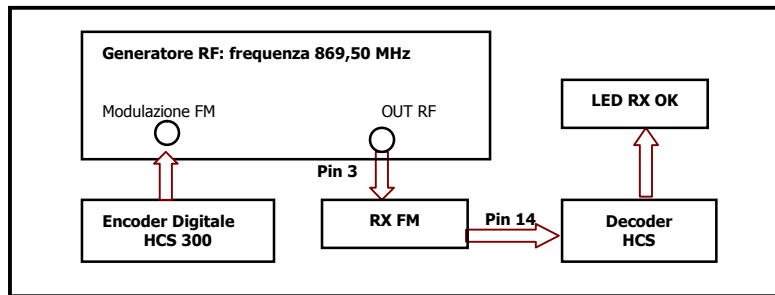 Generatore RF: frequenza 869,50 MHz
Modulazione FM
OUT RF
LED RX OK
Pin 3
Encoder Digitale
HCS 300
RX FM
Pin 14
Decoder
HCS